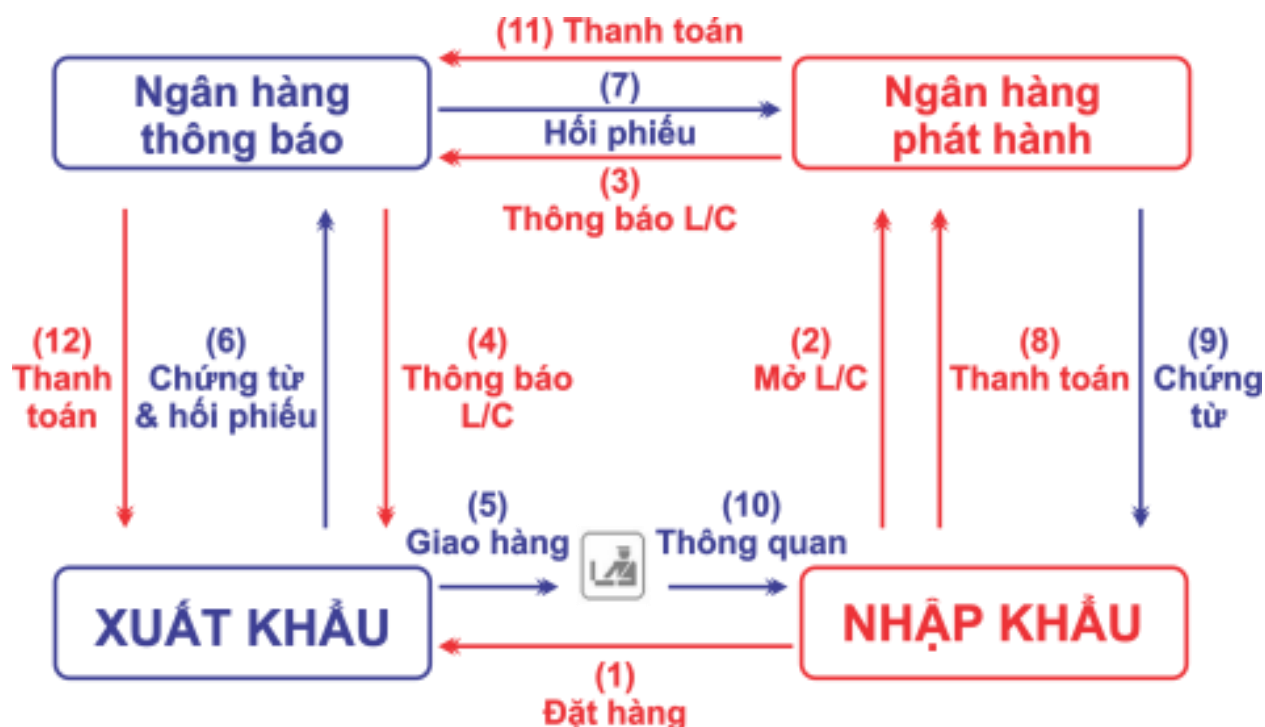 (11) Thanh toán
Ngân hàng
thông báo
(7)
Hối phiếu
Ngân hàng
phát hành
(3)
Thông báo L/C
(12)
Thanh
toán
(6)
Chứng từ
& hối phiếu
(4)
Thông báo
L/C
(2)
Mở L/C
(8)
Thanh toán
(9)
Chứng
từ
(5)
Giao hàng
(10)
Thông quan
XUẤT KHẨU
NHẬP KHẨU
(1)
Đặt hàng